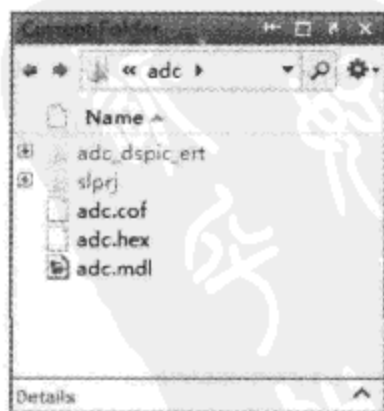 Current Folder
« adc
Name
adc_dspic_ert
slprj
adc.cof
adc.hex
adc.mdl
Details